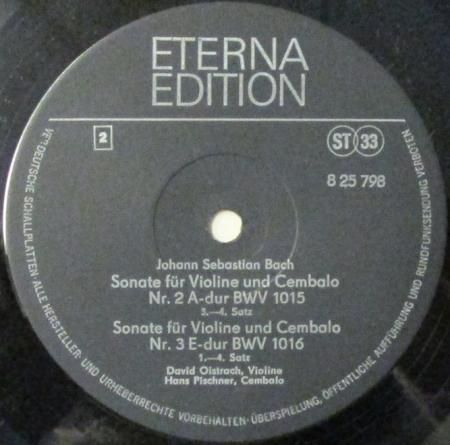 ETERNA
EDITION
2
ST 33
8 25 798
Johann Sebastian Bach
Sonate für Violine und Cembalo
Nr. 2 A-dur BWV 1015
3.—4. Satz
Sonate für Violine und Cembalo
Nr. 3 E-dur BWV 1016
1.—4. Satz
David Oistrach, Violine
Hans Pischner, Cembalo
VEB DEUTSCHE SCHALLPLATTEN · ALLE HERSTELLER- UND URHEBERRECHTE VORBEHALTEN · ÜBERSPIELUNG, ÖFFENTLICHE AUFFÜHRUNG UND RUNDFUNKSENDUNG VERBOTEN